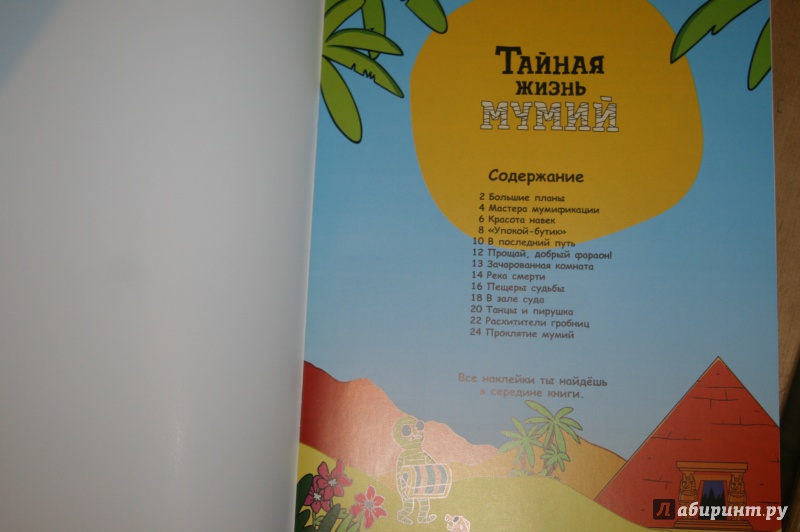 Тайная
жизнь
мумий
Содержание
2 Большие планы
4 Мастера мумификации
6 Красота навек
8 «Упокой-бутик»
10 В последний путь
12 Прощай, добрый фараон!
13 Зачарованная комната
14 Река смерти
16 Пещеры судьбы
18 В зале суда
20 Танцы и пирушка
22 Расхитители гробниц
24 Проклятие мумий
Все наклейки ты найдёшь
в середине книги.
Лабиринт.ру